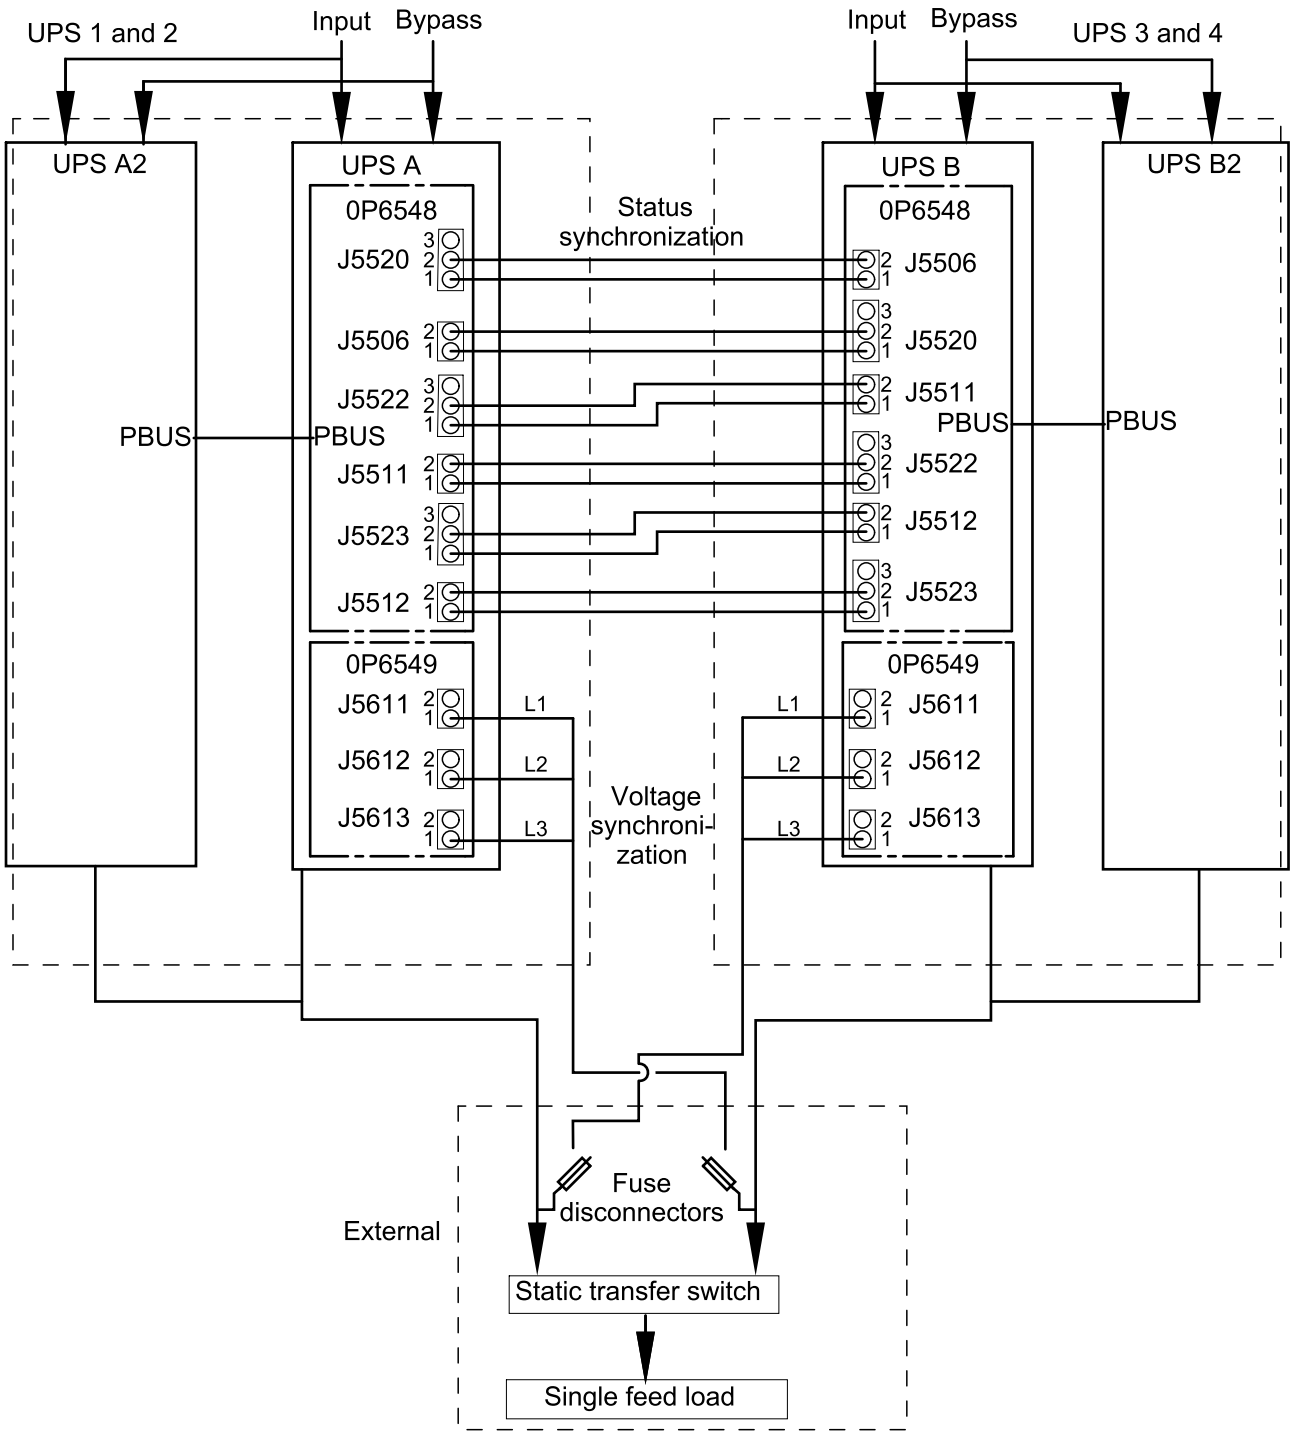 UPS 1 and 2
Input
Bypass
Input
Bypass
UPS 3 and 4
UPS A2
UPS A
UPS B
UPS B2
0P6548
Status
synchronization
0P6548
J5520
3
2
1
2
1
J5506
J5506
2
1
3
2
1
J5520
J5522
3
2
1
2
1
J5511
PBUS
PBUS
PBUS
PBUS
J5511
2
1
3
2
1
J5522
J5523
3
2
1
2
1
J5512
J5512
2
1
3
2
1
J5523
0P6549
0P6549
J5611
2
1
L1
L1
2
1
J5611
J5612
2
1
L2
L2
2
1
J5612
J5613
2
1
L3
L3
2
1
J5613
Voltage
synchroni-
zation
Fuse
disconnectors
External
Static transfer switch
Single feed load